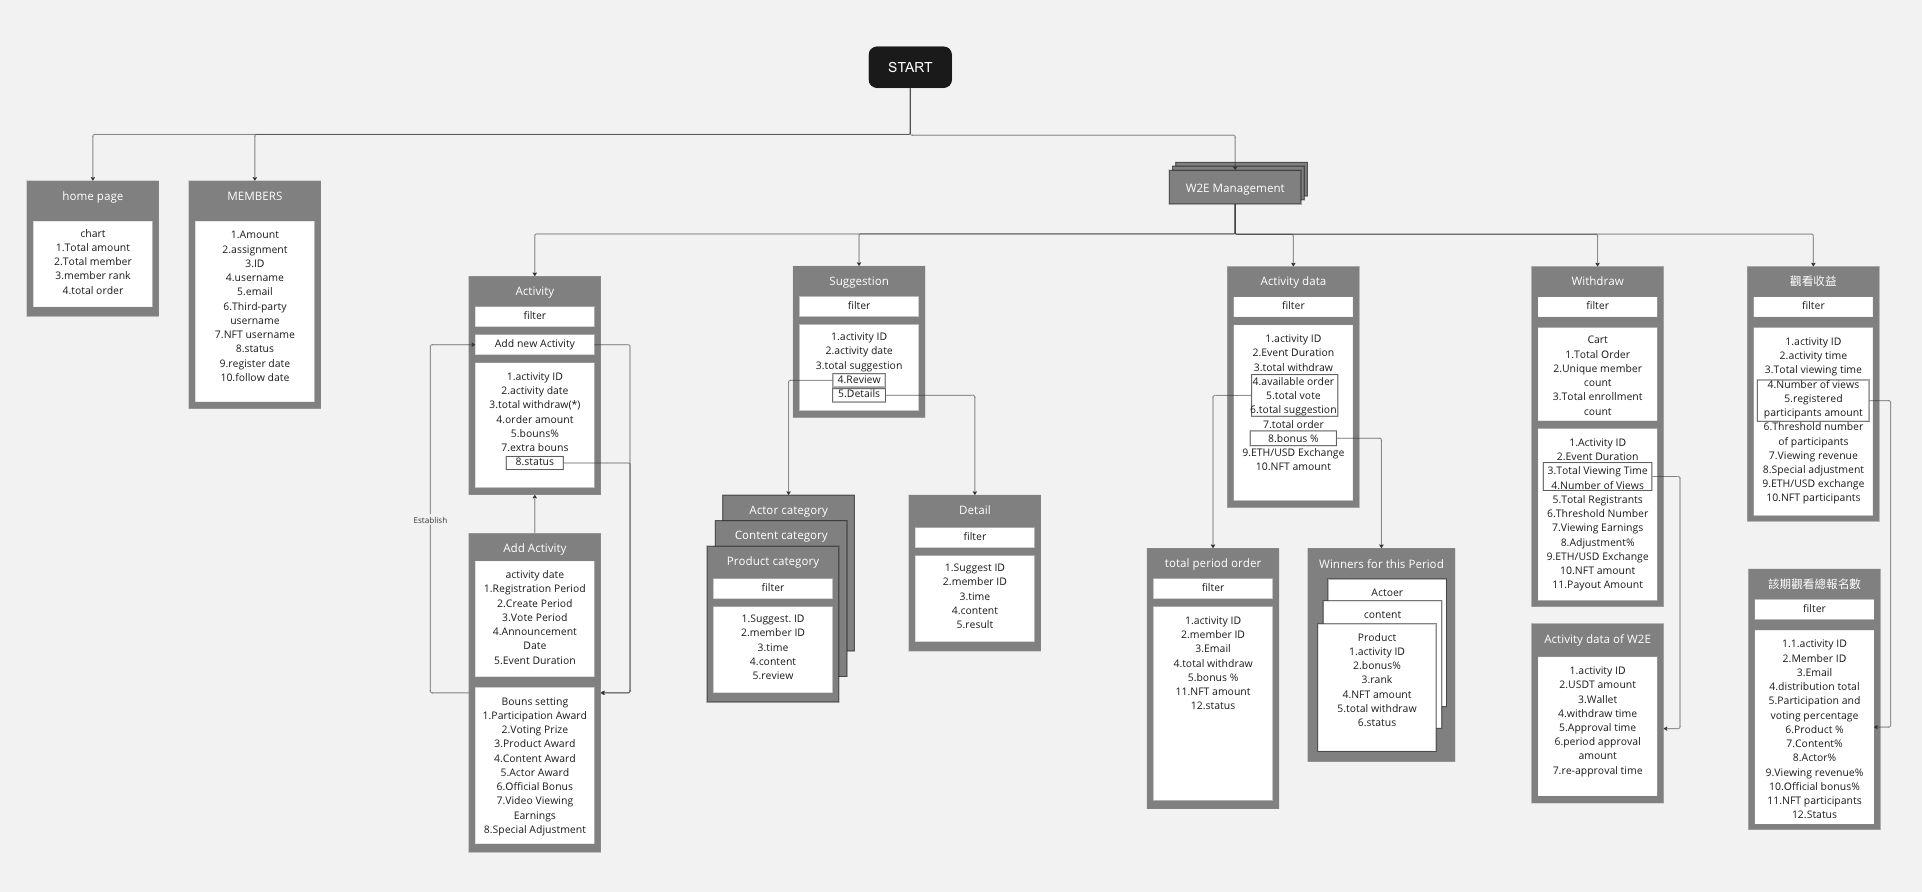 START
home page
chart
1.Total amount
2.Total member
3.member rank
4.total order
MEMBERS
1.Amount
2.assignment
3.ID
4.username
5.email
6.Third-party
username
7.NFT username
8.status
9.register date
10.follow date
W2E Management
Activity
filter
Add new Activity
1.activity ID
2.activity date
3.total withdraw(*)
4.order amount
5.bouns%
7.extra bouns
8.status
Establish
Add Activity
activity date
1.Registration Period
2.Create Period
3.Vote Period
4.Announcement
Date
5.Event Duration
Bouns setting
1.Participation Award
2.Voting Prize
3.Product Award
4.Content Award
5.Actor Award
6.Official Bonus
7.Video Viewing
Earnings
8.Special Adjustment
Suggestion
filter
1.activity ID
2.activity date
3.total suggestion
4.Review
5.Details
Actor category
Content category
Product category
filter
1.Suggest. ID
2.member ID
3.time
4.content
5.review
Detail
filter
1.Suggest ID
2.member ID
3.time
4.content
5.result
Activity data
filter
1.activity ID
2.Event Duration
3.total withdraw
4.available order
5.total vote
6.total suggestion
7.total order
8.bonus %
9.ETH/USD Exchange
10.NFT amount
total period order
filter
1.activity ID
2.member ID
3.Email
4.total withdraw
5.bonus %
11.NFT amount
12.status
Winners for this Period
Actoer
content
Product
1.activity ID
2.bonus%
3.rank
4.NFT amount
5.total withdraw
6.status
Withdraw
filter
Cart
1.Total Order
2.Unique member
count
3.Total enrollment
count
1.Activity ID
2.Event Duration
3.Total Viewing Time
4.Number of Views
5.Total Registrants
6.Threshold Number
7.Viewing Earnings
8.Adjustment%
9.ETH/USD Exchange
10.NFT amount
11.Payout Amount
Activity data of W2E
1.activity ID
2.USDT amount
3.Wallet
4.withdraw time
5.Approval time
6.period approval
amount
7.re-approval time
觀看收益
filter
1.activity ID
2.activity time
3.Total viewing time
4.Number of views
5.registered
participants amount
6.Threshold number
of participants
7.Viewing revenue
8.Special adjustment
9.ETH/USD exchange
10.NFT participants
該期觀看總報名數
filter
1.1.activity ID
2.Member ID
3.Email
4.distribution total
5.Participation and
voting percentage
6.Product %
7.Content%
8.Actor%
9.Viewing revenue%
10.Official bonus%
11.NFT participants
12.Status